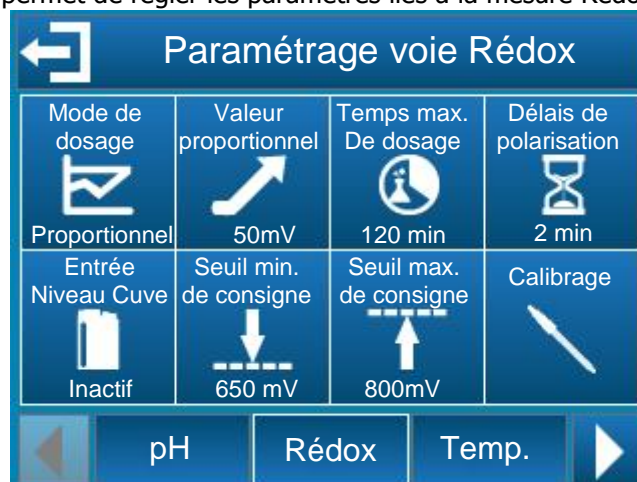 permet de régler les paramètres liés à la mesure Rédo
Paramétrage voie Rédox
Mode de
dosage
Proportionnel
Valeur
proportionnel
50mV
Temps max.
De dosage
120 min
Délais de
polarisation
2 min
Entrée
Niveau Cuve
Inactif
Seuil min.
de consigne
650 mV
Seuil max.
de consigne
800mV
Calibrage
pH
Rédox
Temp.